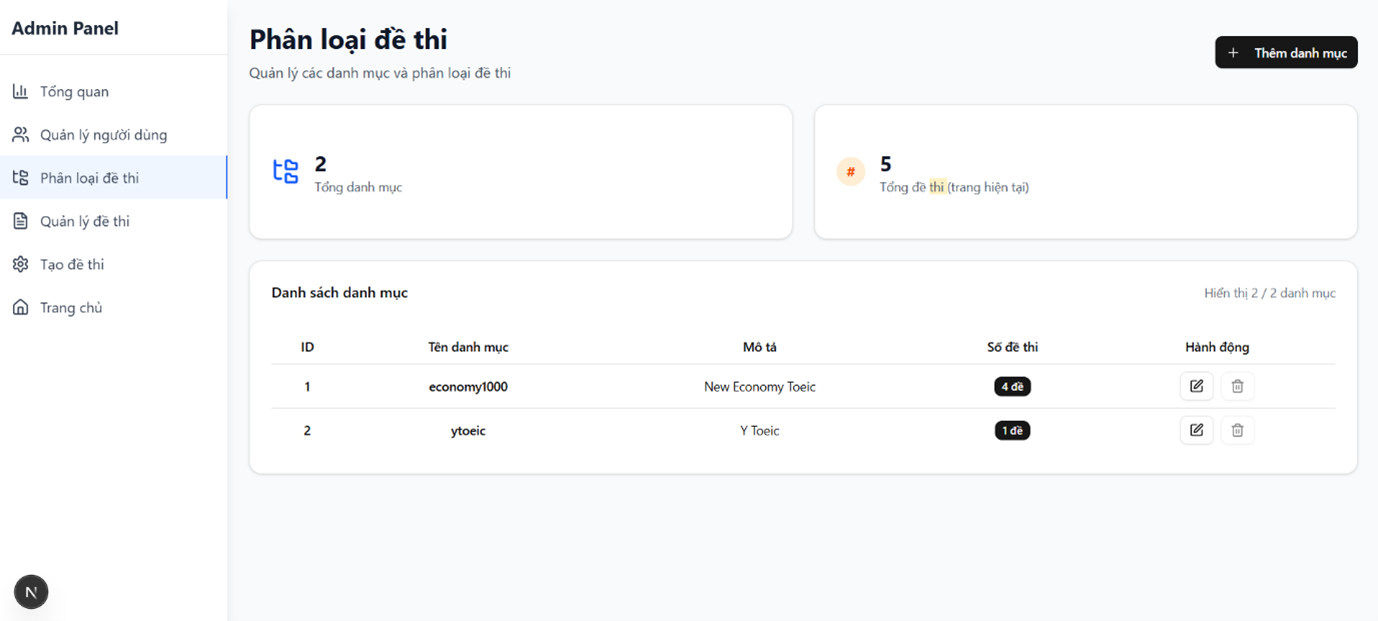 Admin Panel
Tổng quan
Quản lý người dùng
Phân loại đề thi
Quản lý đề thi
Tạo đề thi
Trang chủ
N
Phân loại đề thi
Quản lý các danh mục và phân loại đề thi
+ Thêm danh mục
2
Tổng danh mục
#
5
Tổng đề thi (trang hiện tại)
Danh sách danh mục
Hiển thị 2 / 2 danh mục
ID Tên danh mục Mô tả Số đề thi Hành động
1 economy1000 New Economy Toeic 4 đề
2 ytoeic Y Toeic 1 đề